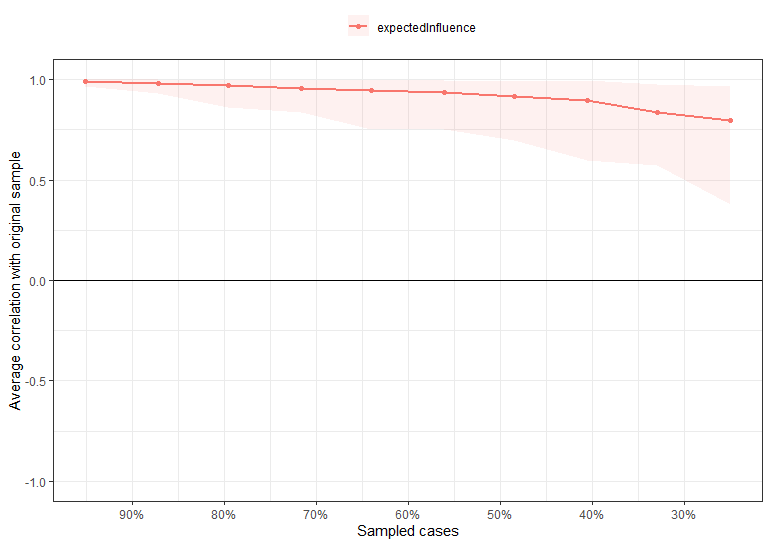 expectedInfluence
1.0
0.5
0.0
-0.5
-1.0
Average correlation with original sample
90% 80% 70% 60% 50% 40% 30%
Sampled cases